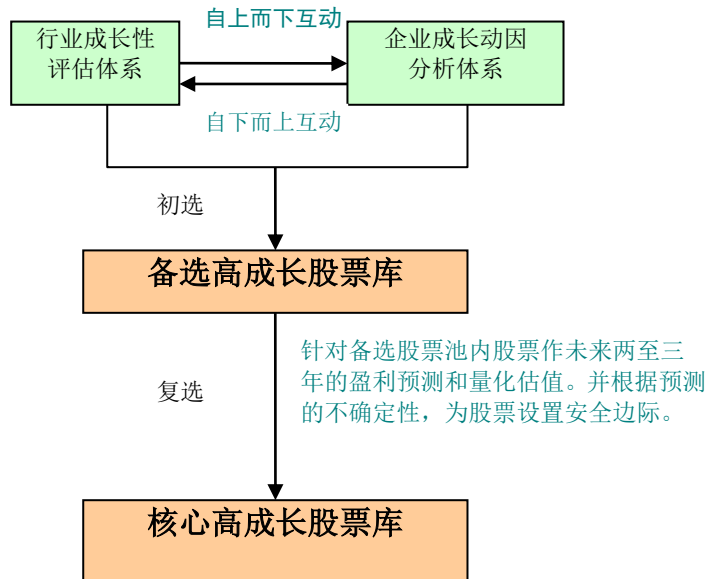 自上而下互动
行业成长性
评估体系
企业成长动因
分析体系
自下而上互动
初选
备选高成长股票库
针对备选股票池内股票作未来两至三
年的盈利预测和量化估值。并根据预测
的不确定性，为股票设置安全边际。
复选
核心高成长股票库